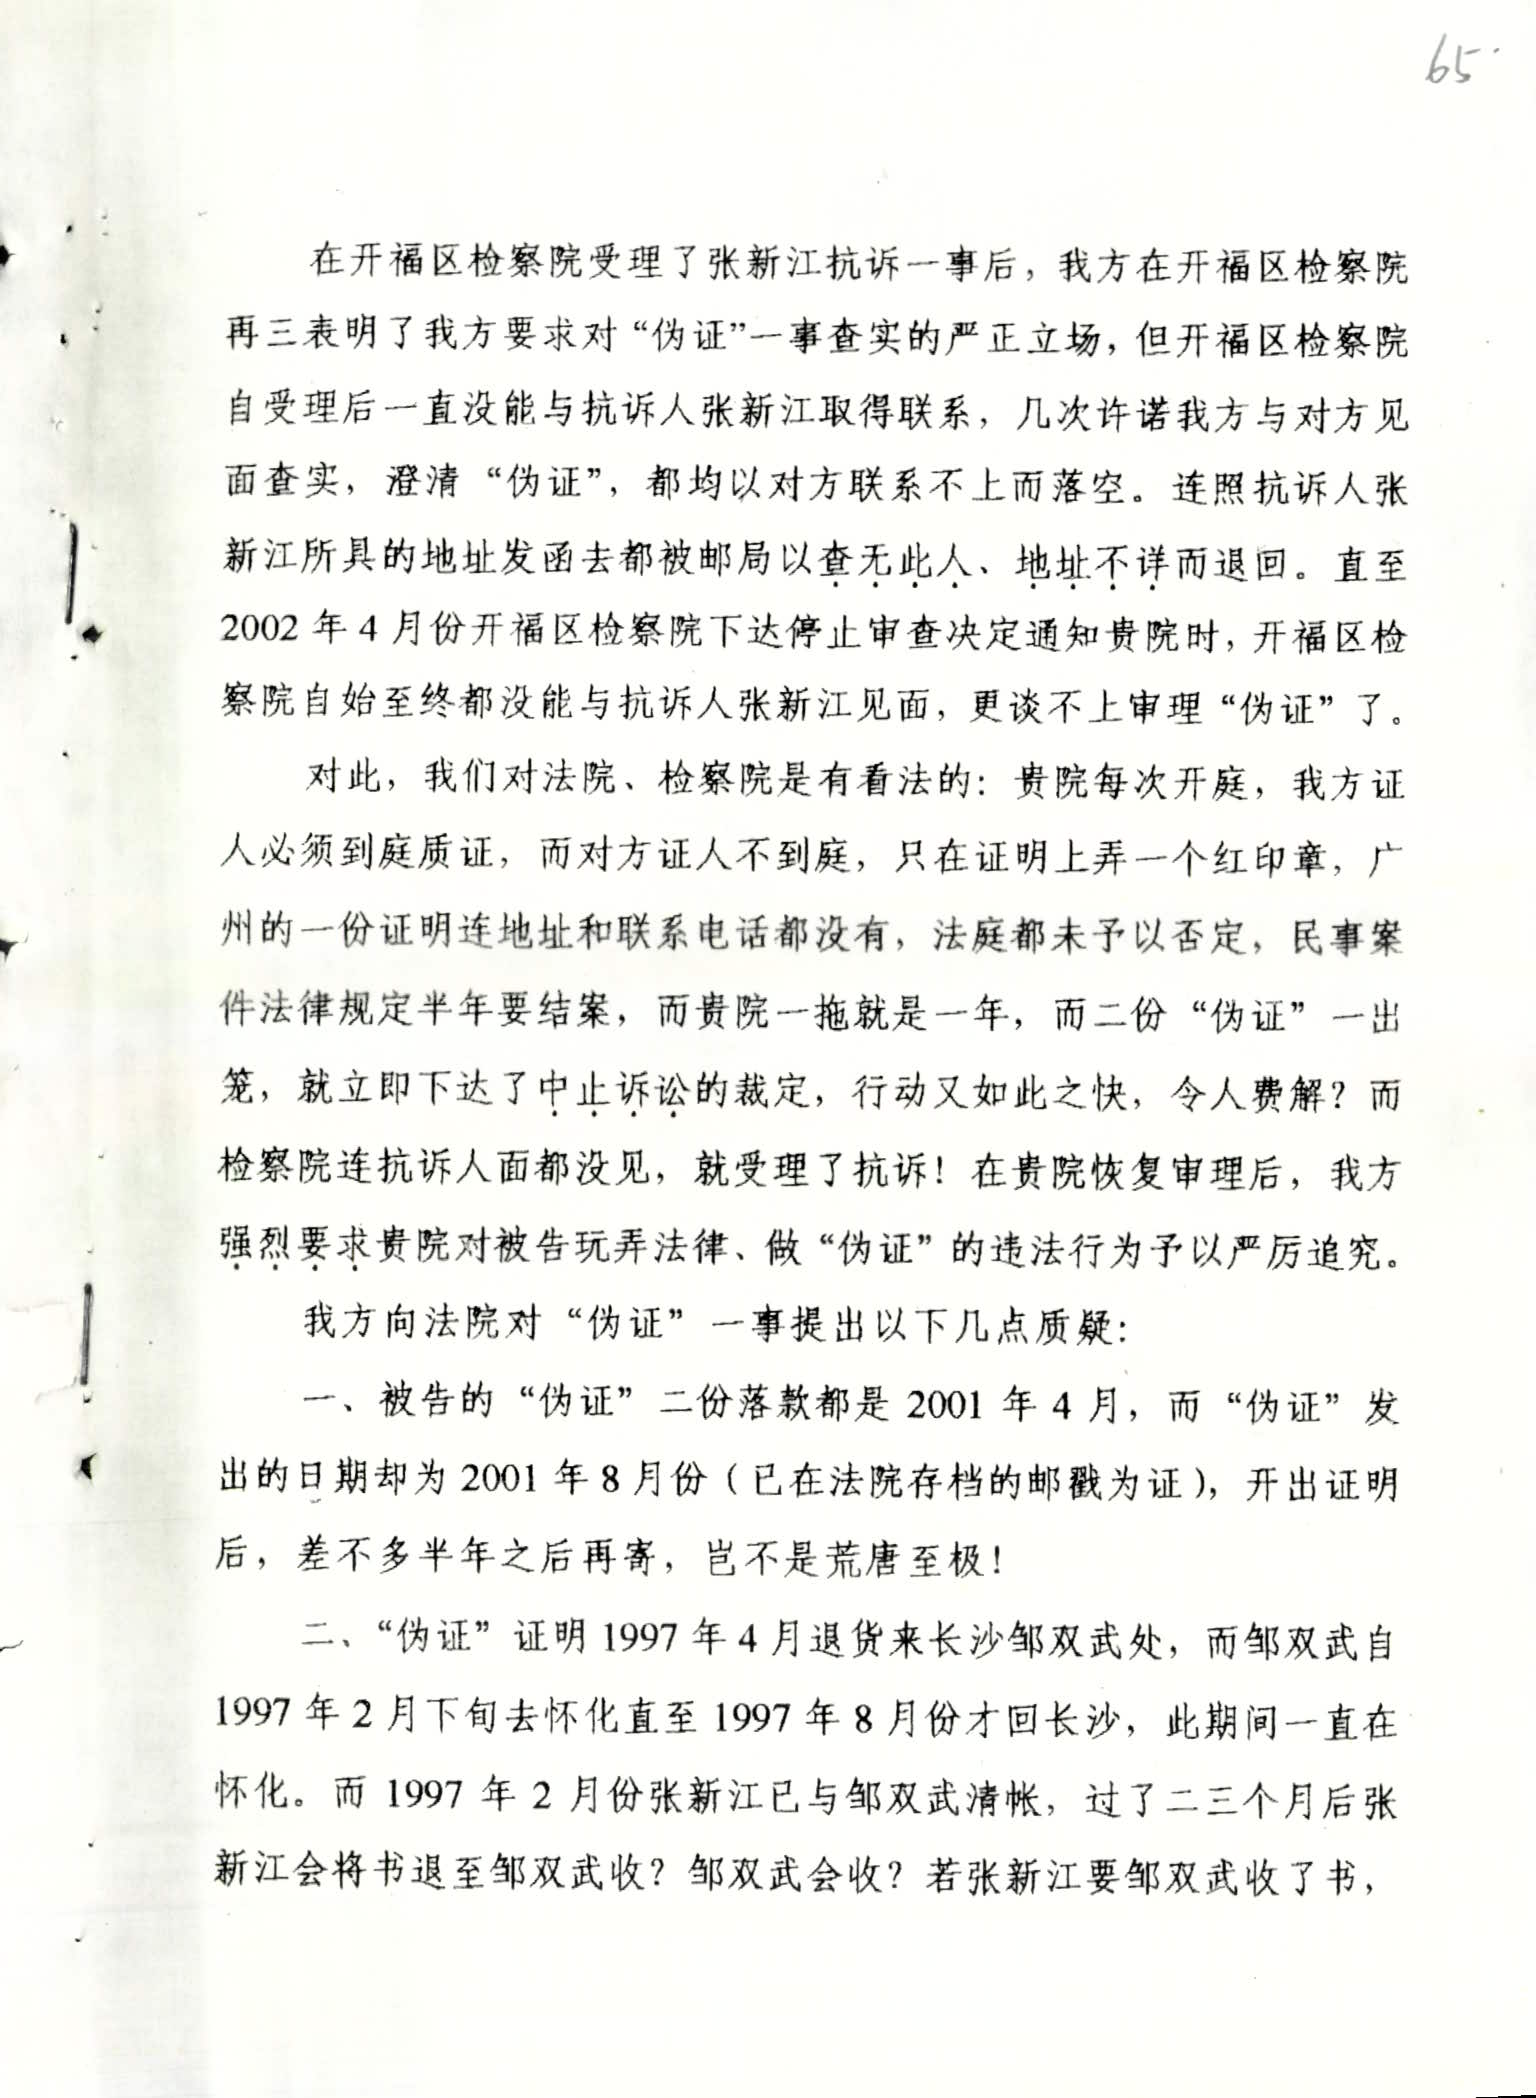 65
在开福区检察院受理了张新江抗诉一事后，我方在开福区检察院
再三表明了我方要求对“伪证”一事查实的严正立场，但开福区检察院
自受理后一直没能与抗诉人张新江取得联系，几次许诺我方与对方见
面查实，澄清“伪证”，都均以对方联系不上而落空。连照抗诉人张
新江所具的地址发函去都被邮局以查无此人、地址不详而退回。直至
2002年4月份开福区检察院下达停止审查决定通知贵院时，开福区检
察院自始至终都没能与抗诉人张新江见面，更谈不上审理“伪证”了。
对此，我们对法院、检察院是有看法的：贵院每次开庭，我方证
人必须到庭质证，而对方证人不到庭，只在证明上弄一个红印章，广
州的一份证明连地址和联系电话都没有，法庭都未予以否定，民事案
件法律规定半年要结案，而贵院一拖就是一年，而二份“伪证”一出
笼，就立即下达了中止诉讼的裁定，行动又如此之快，令人费解？而
检察院连抗诉人面都没见，就受理了抗诉！在贵院恢复审理后，我方
强烈要求贵院对被告玩弄法律、做“伪证”的违法行为予以严厉追究。
我方向法院对“伪证”一事提出以下几点质疑：
一、被告的“伪证”二份落款都是2001年4月，而“伪证”发
出的日期却为2001年8月份（已在法院存档的邮戳为证），开出证明
后，差不多半年之后再寄，岂不是荒唐至极！
二、“伪证”证明1997年4月退货来长沙邹双武处，而邹双武自
1997年2月下旬去怀化直至1997年8月份才回长沙，此期间一直在
怀化。而1997年2月份张新江已与邹双武清帐，过了二三个月后张
新江会将书退至邹双武收？邹双武会收？若张新江要邹双武收了书，